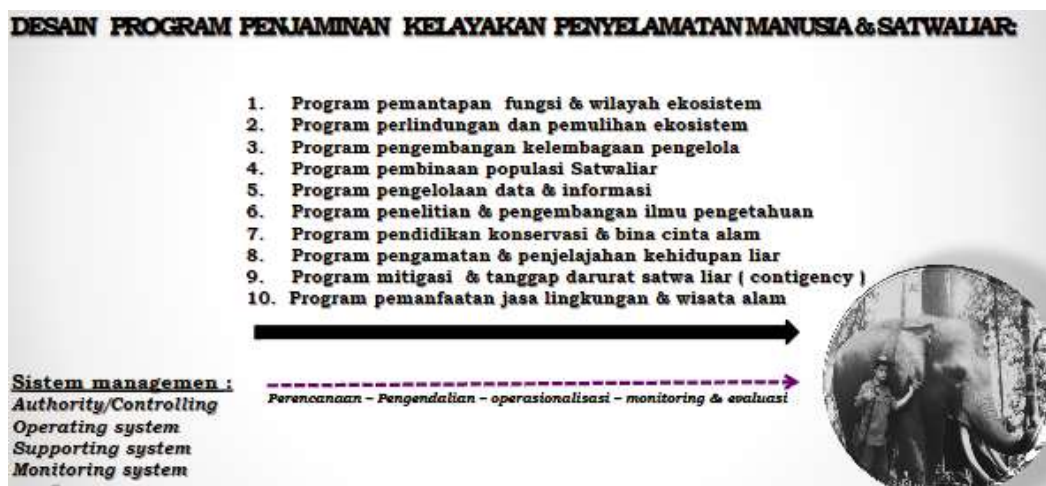 DESAIN PROGRAM PENJAMINAN KELAYAKAN PENYELAMATAN MANUSIA & SATWALIAR:
1. Program pemantapan fungsi & wilayah ekosistem
2. Program perlindungan dan pemulihan ekosistem
3. Program pengembangan kelembagaan pengelola
4. Program pembinaan populasi Satwaliar
5. Program pengelolaan data & informasi
6. Program penelitian & pengembangan ilmu pengetahuan
7. Program pendidikan konservasi & bina cinta alam
8. Program pengamatan & penjelajahan kehidupan liar
9. Program mitigasi & tanggap darurat satwa liar ( contigency )
10. Program pemanfaatan jasa lingkungan & wisata alam
Sistem managemen :
Authority/Controlling
Operating system
Supporting system
Monitoring system
Perencanaan – Pengendalian – operasionalisasi – monitoring & evaluasi